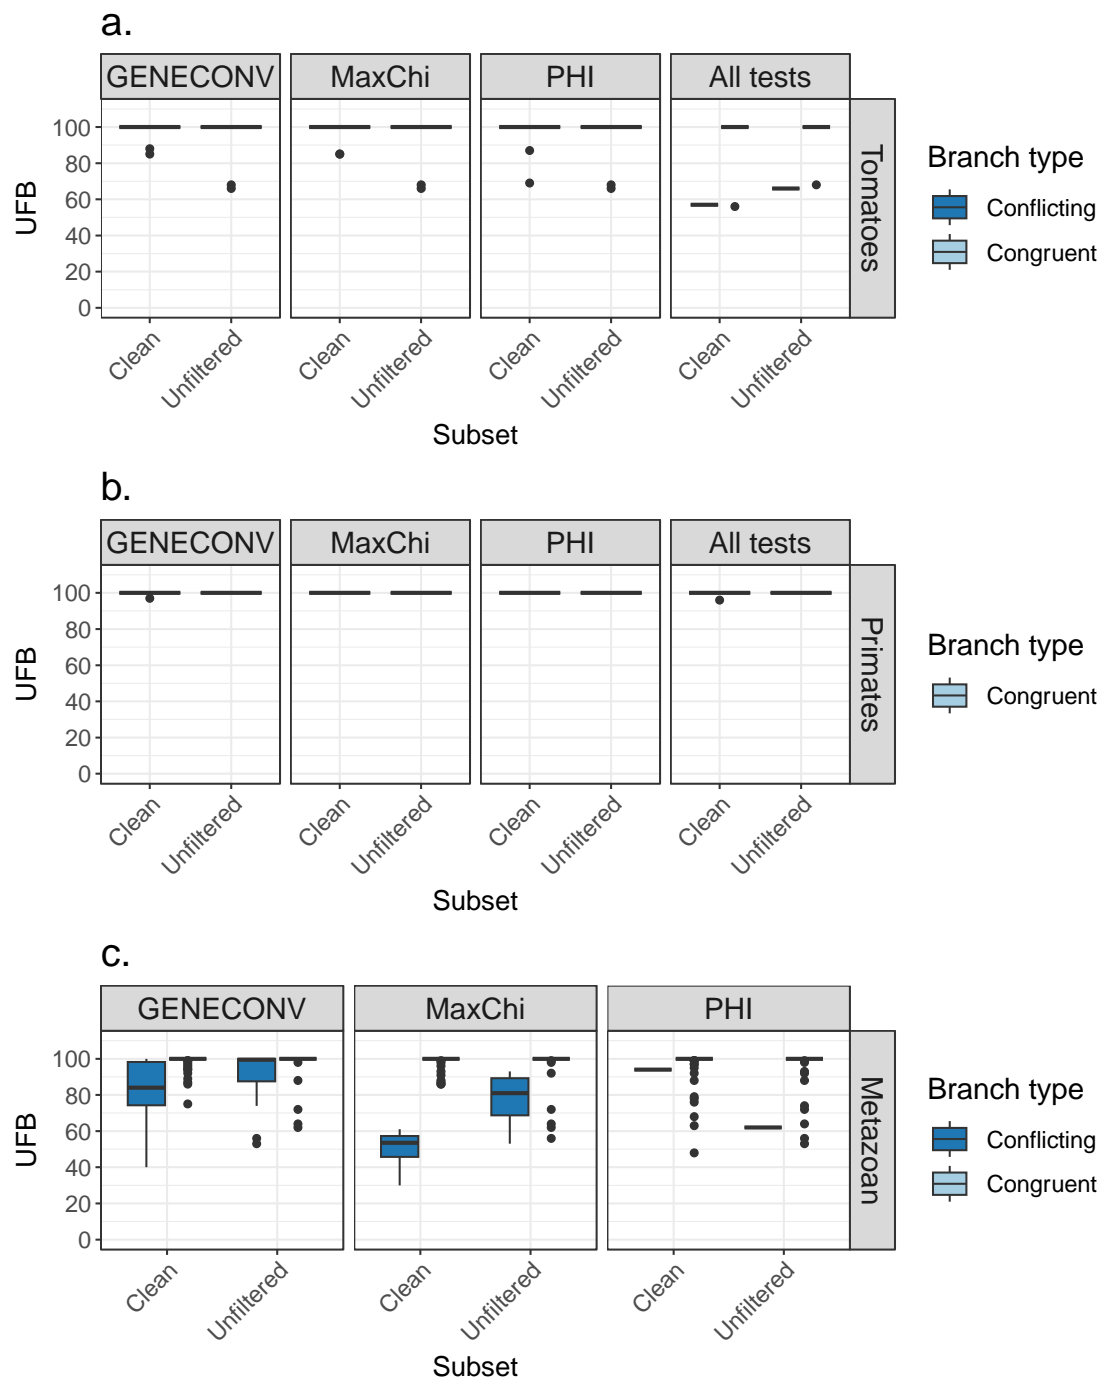 a.
GENECONV MaxChi PHI All tests
100
80
60
40
20
0
UFB
Tomatoes
Clean Unfiltered Clean Unfiltered Clean Unfiltered Clean Unfiltered
Subset
Branch type
Conflicting
Congruent
b.
GENECONV MaxChi PHI All tests
100
80
60
40
20
0
UFB
Primates
Clean Unfiltered Clean Unfiltered Clean Unfiltered Clean Unfiltered
Subset
Branch type
Congruent
c.
GENECONV MaxChi PHI
100
80
60
40
20
0
UFB
Metazoan
Clean Unfiltered Clean Unfiltered Clean Unfiltered
Subset
Branch type
Conflicting
Congruent